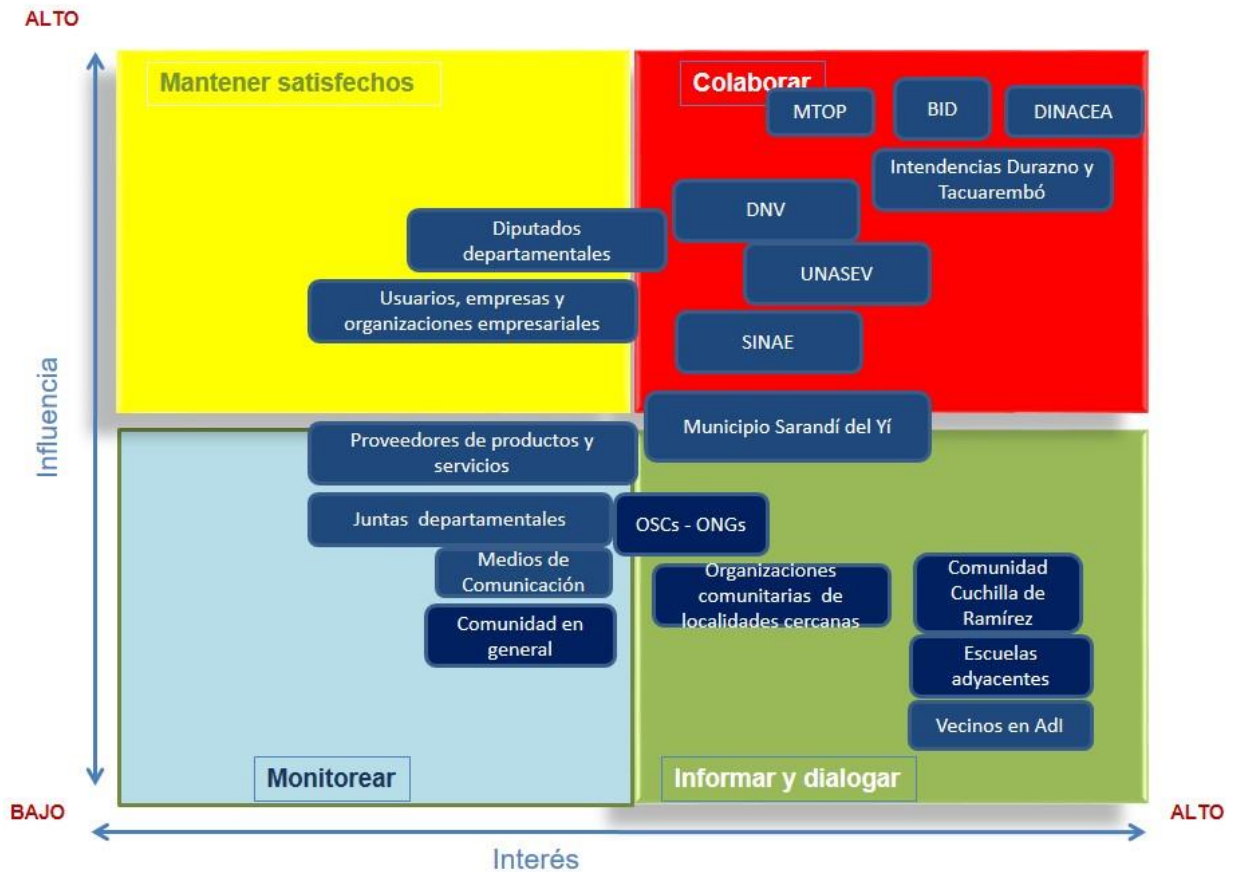 ALTO
Mantener satisfechos
Colaborar
MTOP
BID
DINACEA
Intendencias Durazno y
Tacuarembó
DNV
Diputados
departamentales
UNASEV
Usuarios, empresas y
organizaciones empresariales
SINAE
Influencia
Municipio Sarandí del Yí
Proveedores de productos y
servicios
Juntas departamentales
OSCs - ONGs
Medios de
Comunicación
Organizaciones
comunitarias de
localidades cercanas
Comunidad
Cuchilla de
Ramírez
Comunidad en
general
Escuelas
adyacentes
Vecinos en AdI
Monitorear
Informar y dialogar
BAJO
ALTO
Interés